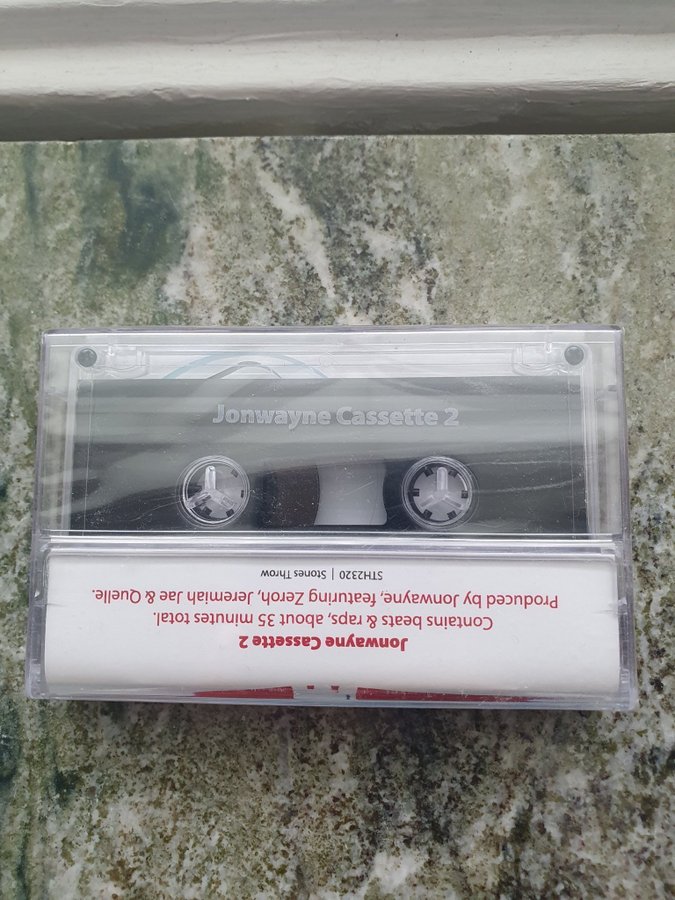 Jonwayne Cassette 2
Jonwayne Cassette 2
Contains beats & raps, about 35 minutes total.
Produced by Jonwayne, featuring Zeroh, Jeremiah Jae & Quelle.
STH2320 | Stones Throw